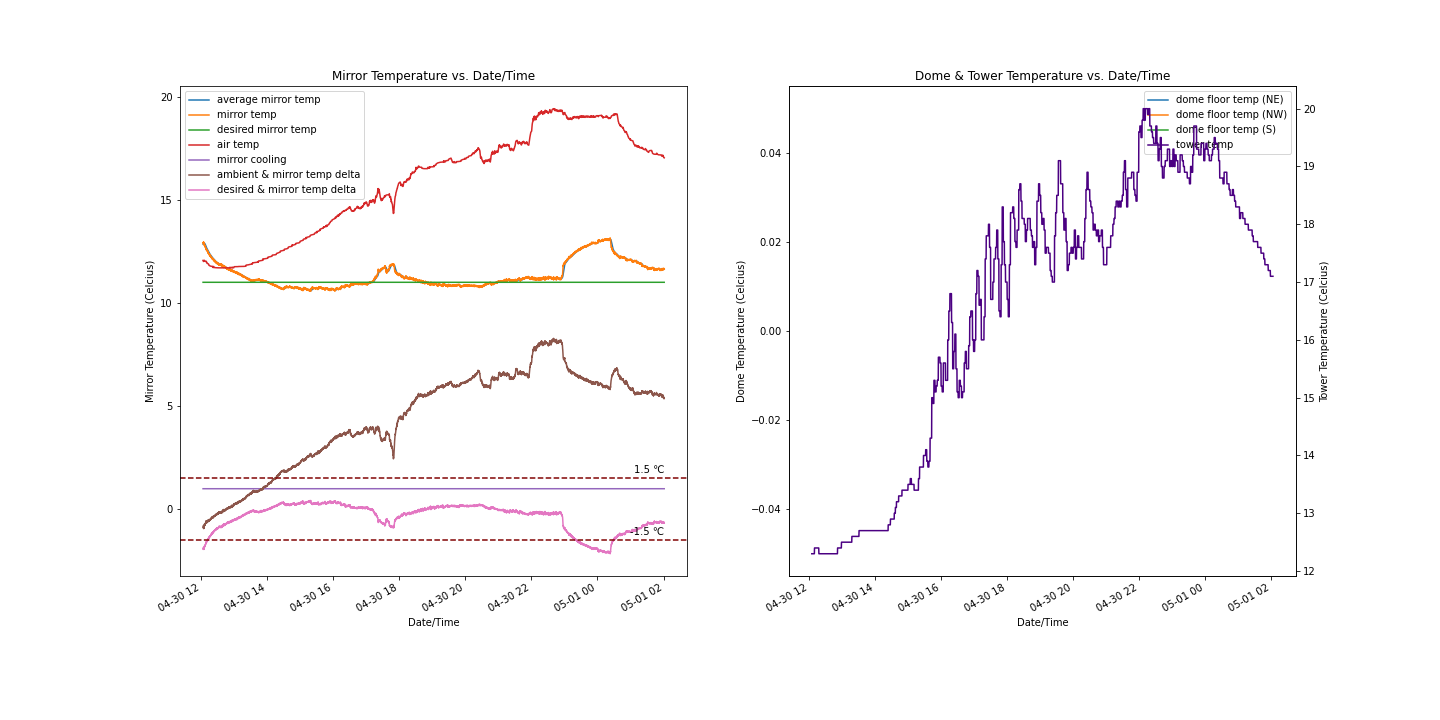 Mirror Temperature vs. Date/Time
average mirror temp
mirror temp
desired mirror temp
air temp
mirror cooling
ambient & mirror temp delta
desired & mirror temp delta
20
15
10
5
0
Mirror Temperature (Celcius)
1.5 °C
-1.5 °C
04-30 12
04-30 14
04-30 16
04-30 18
04-30 20
04-30 22
05-01 00
05-01 02
Date/Time
Dome & Tower Temperature vs. Date/Time
dome floor temp (NE)
dome floor temp (NW)
dome floor temp (S)
tower temp
0.04
0.02
0.00
−0.02
−0.04
Dome Temperature (Celcius)
20
19
18
17
16
15
14
13
12
Tower Temperature (Celcius)
04-30 12
04-30 14
04-30 16
04-30 18
04-30 20
04-30 22
05-01 00
05-01 02
Date/Time